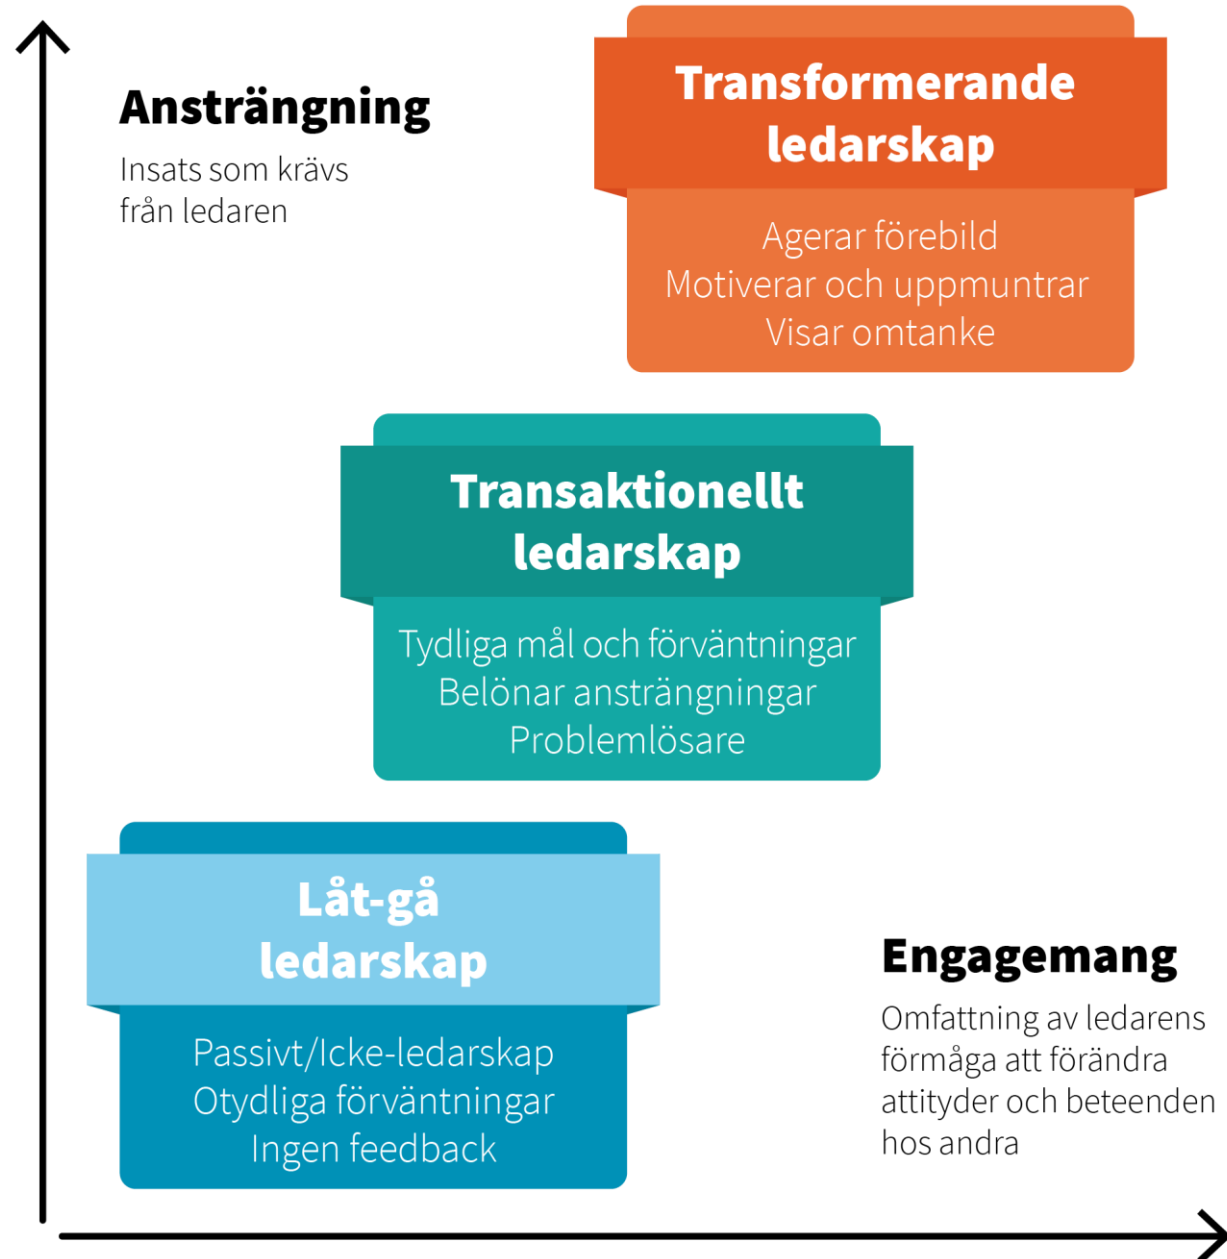 Ansträngning
Insats som krävs
från ledaren
Transformerande
ledarskap
Agerar förebild
Motiverar och uppmuntrar
Visar omtanke
Transaktionellt
ledarskap
Tydliga mål och förväntningar
Belönar ansträngningar
Problemlösare
Låt-gå
ledarskap
Passivt/Icke-ledarskap
Otydliga förväntningar
Ingen feedback
Engagemang
Omfattning av ledarens
förmåga att förändra
attityder och beteenden
hos andra